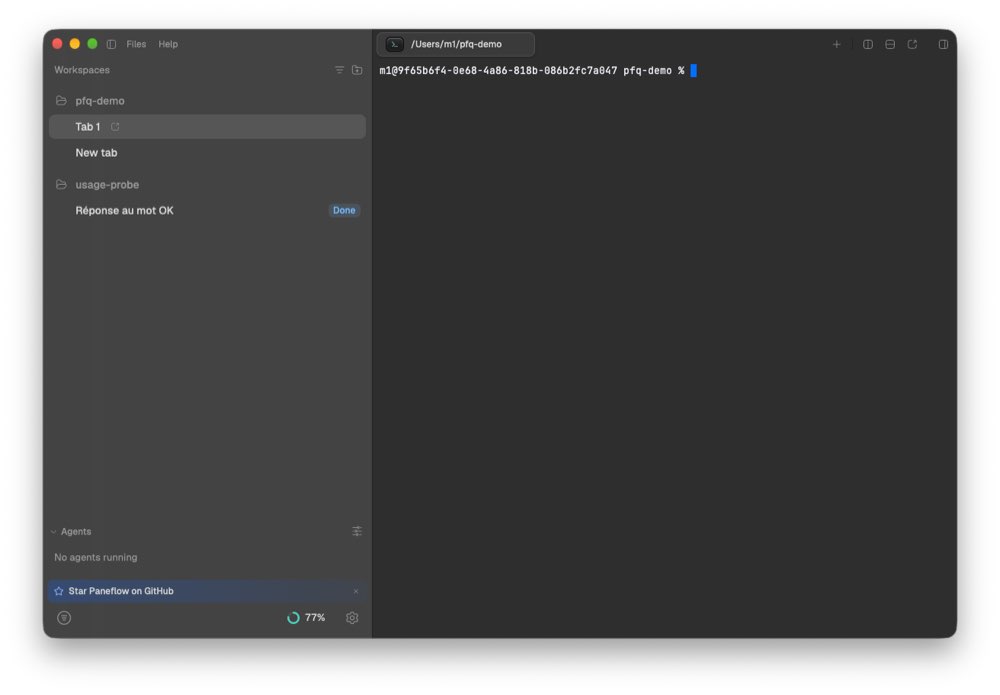 Files Help
Workspaces
pfq-demo
Tab 1
New tab
usage-probe
Réponse au mot OK Done
Agents
No agents running
Star Paneflow on GitHub
77%
/Users/m1/pfq-demo
m1@9f65b6f4-0e68-4a86-818b-086b2fc7a047 pfq-demo %